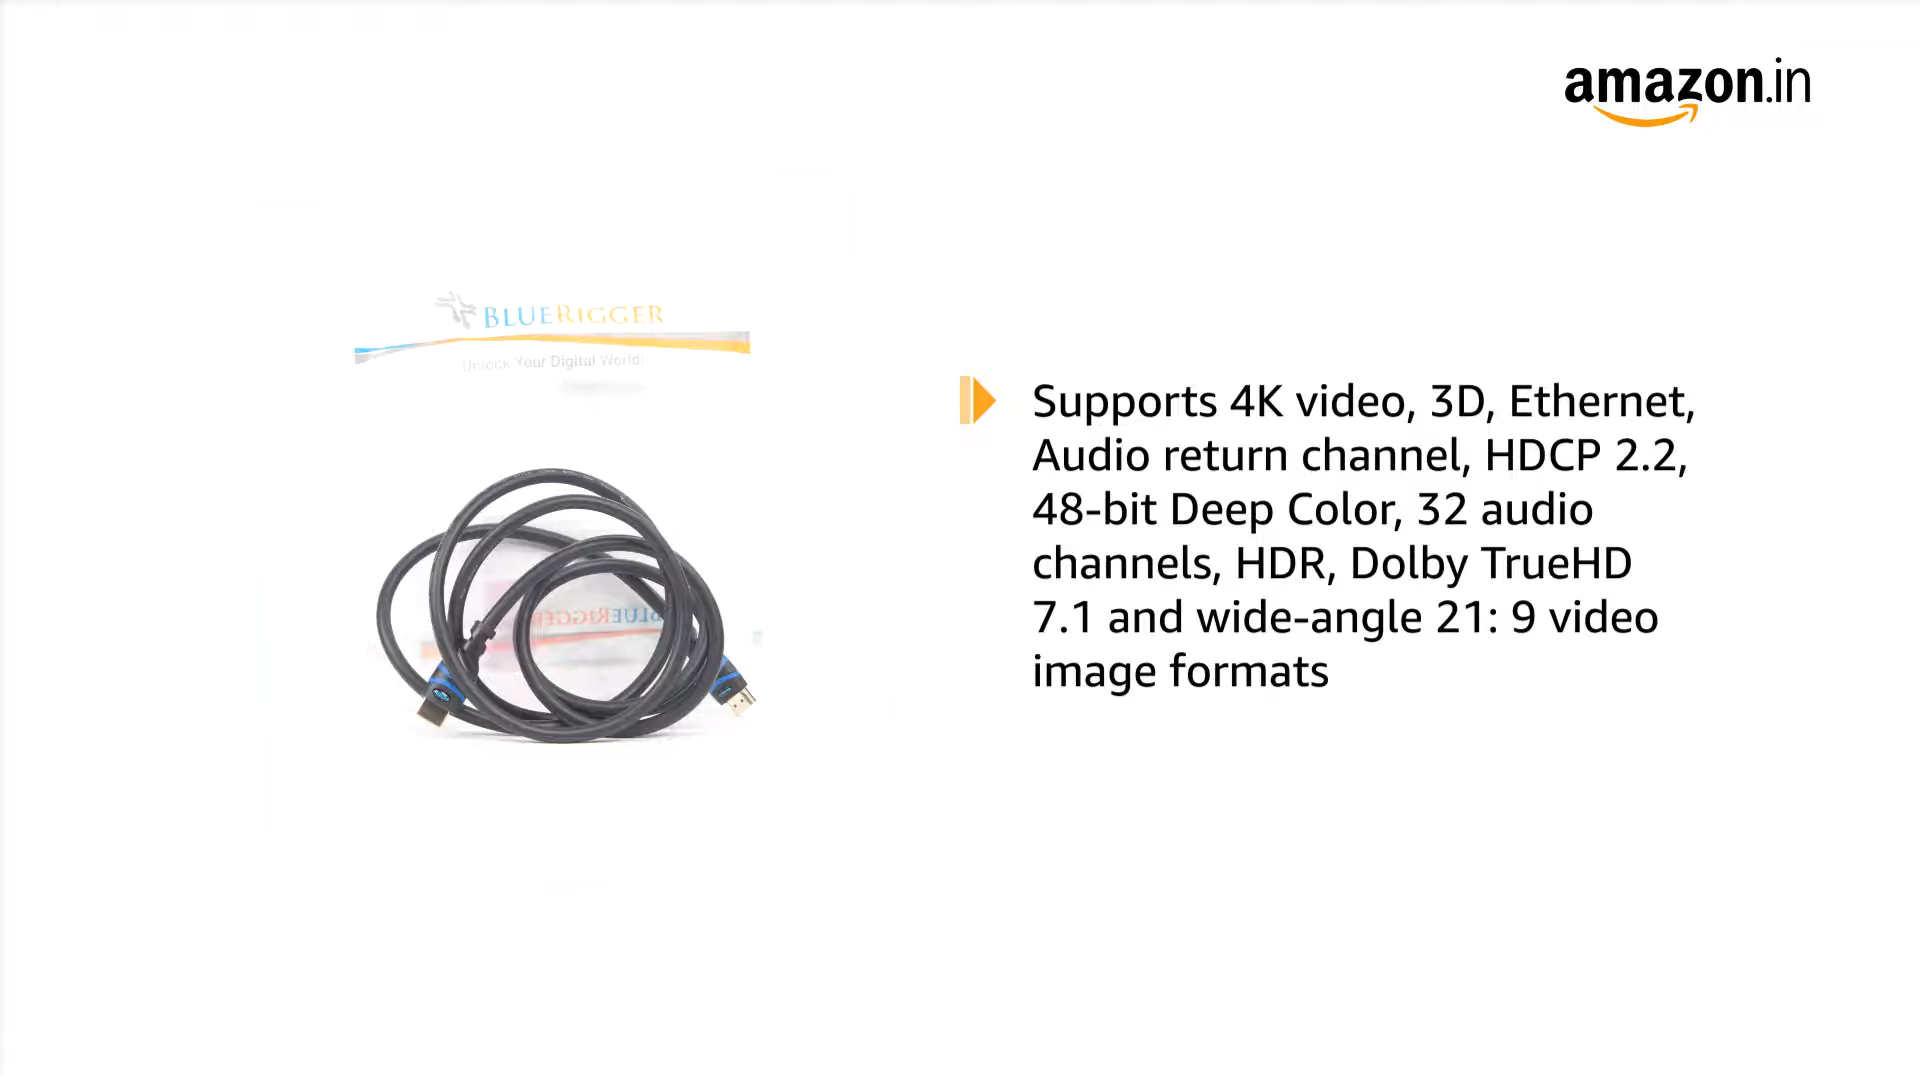 amazon.in
BLUERIGGER
Unlock Your Digital World!
Supports 4K video, 3D, Ethernet,
Audio return channel, HDCP 2.2,
48-bit Deep Color, 32 audio
channels, HDR, Dolby TrueHD
7.1 and wide-angle 21: 9 video
image formats
BLUERIGGER